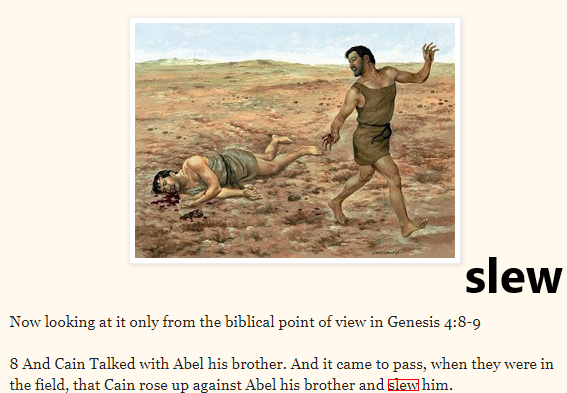 slew
Now looking at it only from the biblical point of view in Genesis 4:8-9
8 And Cain Talked with Abel his brother. And it came to pass, when they were in
the field, that Cain rose up against Abel his brother and slew him.